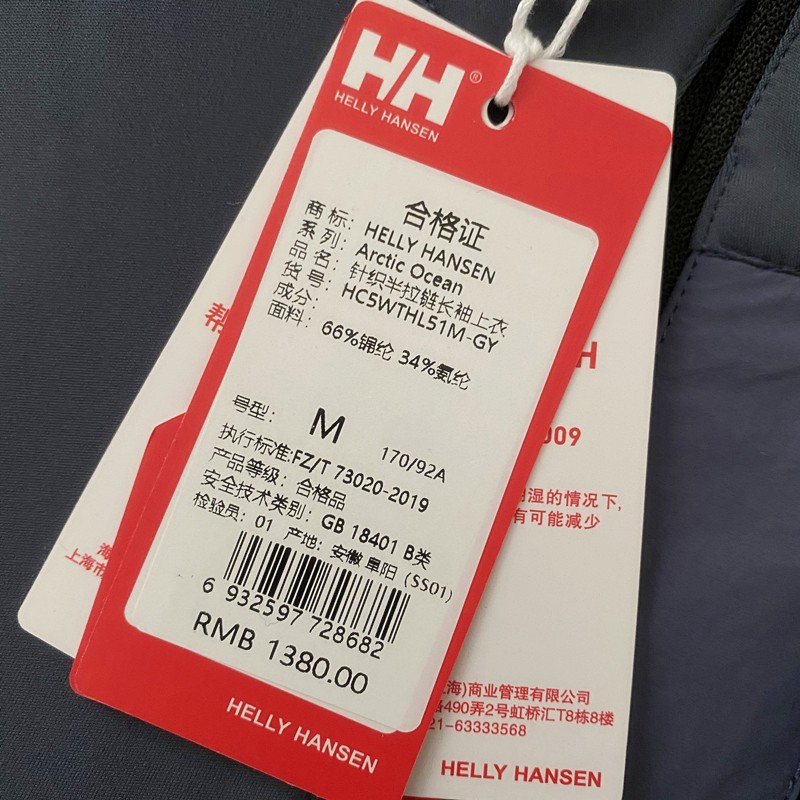 HH®
HELLY HANSEN
合格证
商 标: HELLY HANSEN
系 列: Arctic Ocean
品 名: 针织半拉链长袖上衣
货 号: HC5WTHL51M-GY
成分:
面料: 66%锦纶 34%氨纶
号型: M 170/92A
执行标准:FZ/T 73020-2019
产品等级: 合格品
安全技术类别: GB 18401 B类
检验员: 01 产地: 安徽 阜阳 (SS01)
6 932597 728682
RMB 1380.00
HELLY HANSEN
H
009
湿的情况下,
有可能减少
海)商业管理有限公司
490弄2号虹桥汇T8栋8楼
21-63333568
HELLY HANSEN
帮
海
上海市